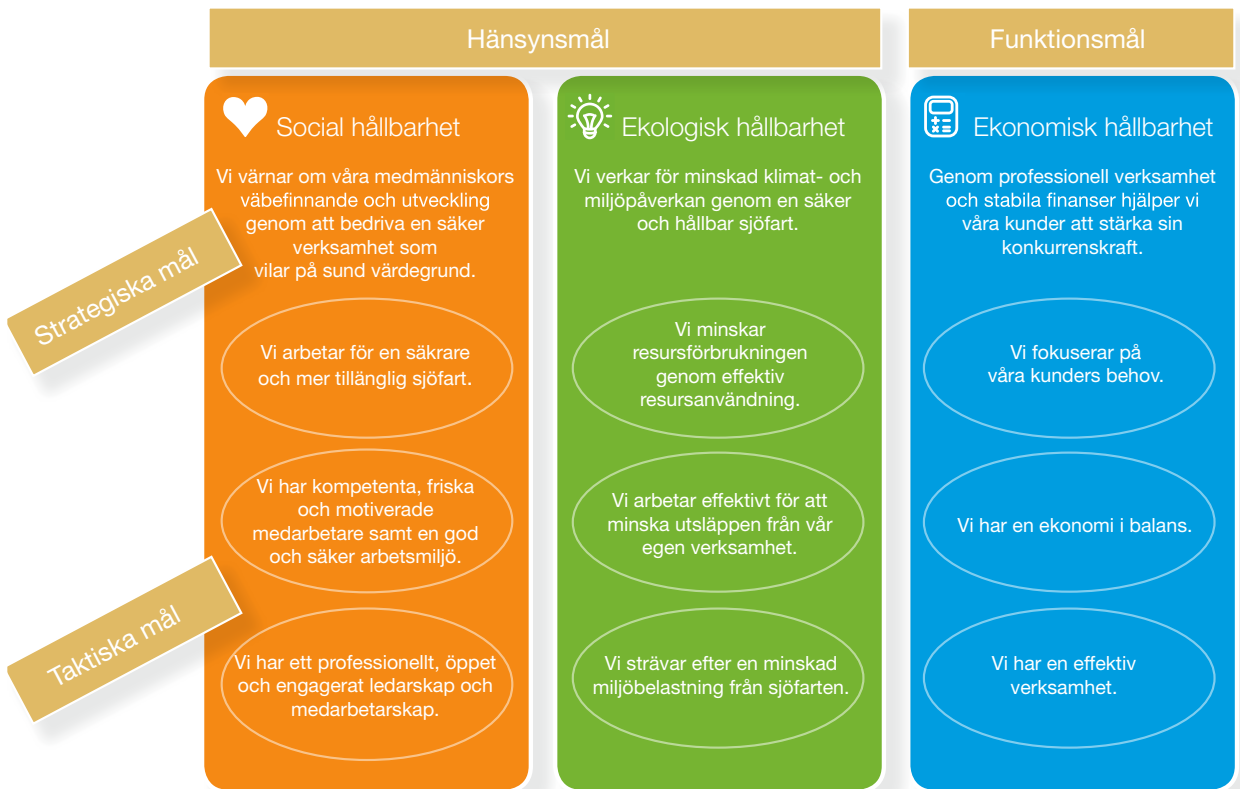 Hänsynsmål
Funktionsmål
Social hållbarhet
Vi värnar om våra medmänniskors
väbefinnande och utveckling
genom att bedriva en säker
verksamhet som
vilar på sund värdegrund.
Ekologisk hållbarhet
Vi verkar för minskad klimat- och
miljöpåverkan genom en säker
och hållbar sjöfart.
Ekonomisk hållbarhet
Genom professionell verksamhet
och stabila finanser hjälper vi
våra kunder att stärka sin
konkurrenskraft.
Strategiska mål
Vi arbetar för en säkrare
och mer tillänglig sjöfart.
Vi minskar
resursförbrukningen
genom effektiv
resursanvändning.
Vi fokuserar på
våra kunders behov.
Vi har kompetenta, friska
och motiverade
medarbetare samt en god
och säker arbetsmiljö.
Vi arbetar effektivt för att
minska utsläppen från vår
egen verksamhet.
Vi har en ekonomi i balans.
Taktiska mål
Vi har ett professionellt, öppet
och engagerat ledarskap och
medarbetarskap.
Vi strävar efter en minskad
miljöbelastning från sjöfarten.
Vi har en effektiv
verksamhet.